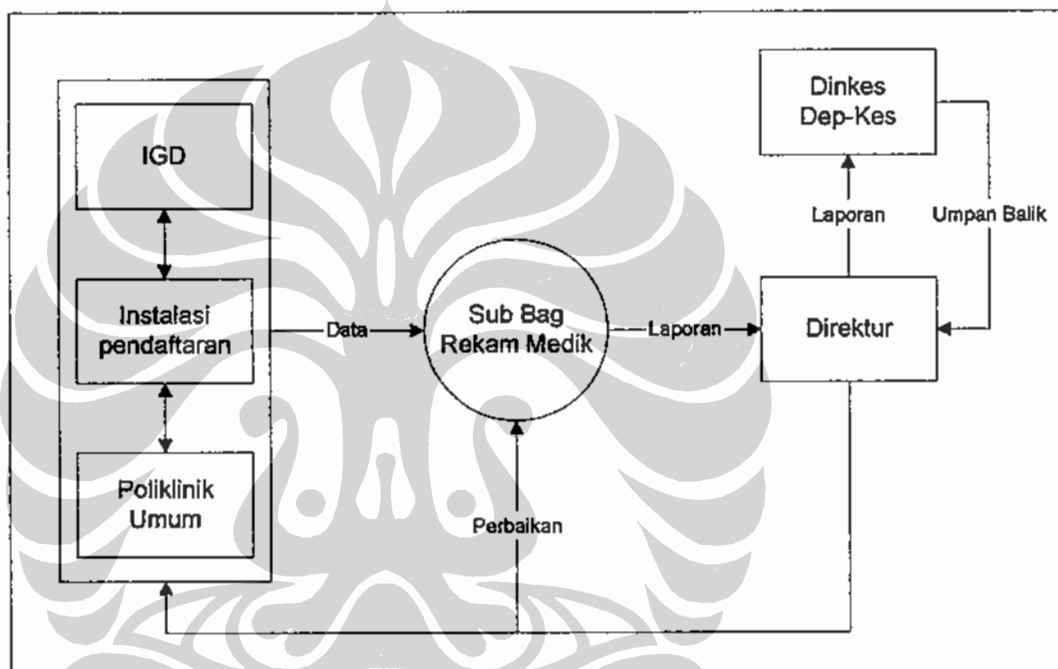 IGD
Instalasi
pendaftaran
Poliklinik
Umum
Data
Sub Bag
Rekam Medik
Laporan
Dinkes
Dep-Kes
Laporan
Umpan Balik
Direktur
Perbaikan